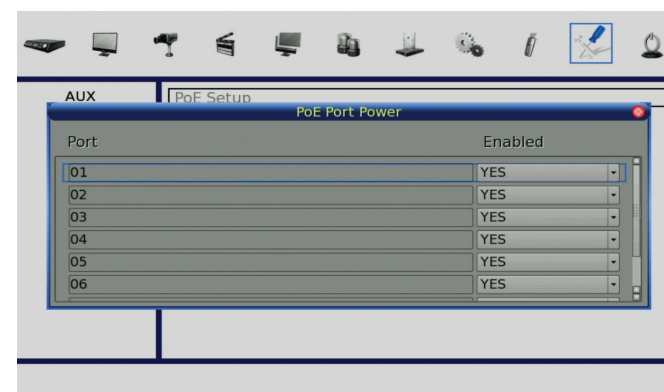 AUX
PoE Setup
PoE Port Power
Port Enabled
01 YES
02 YES
03 YES
04 YES
05 YES
06 YES